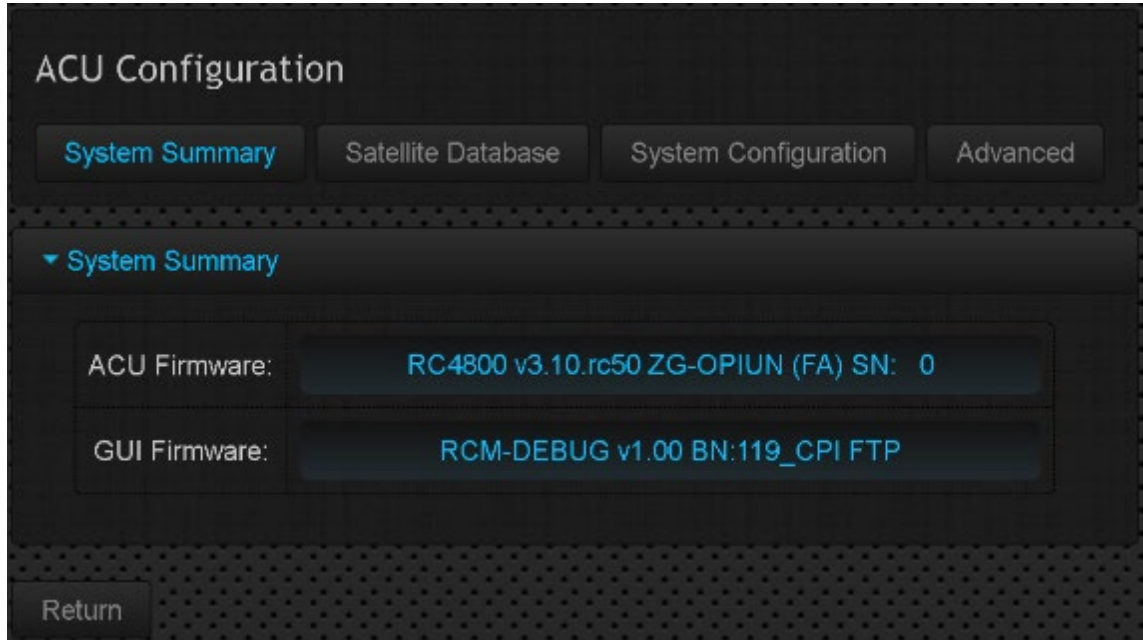 ACU Configuration
System Summary Satellite Database System Configuration Advanced
System Summary
ACU Firmware: RC4800 v3.10.rc50 ZG-OPIUN (FA) SN: 0
GUI Firmware: RCM-DEBUG v1.00 BN:119_CPI FTP
Return